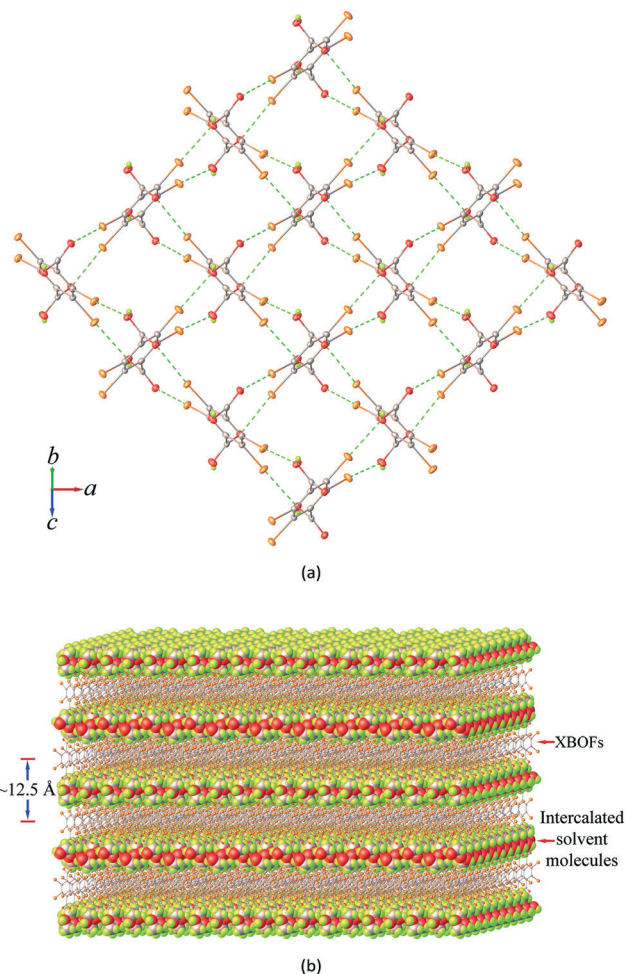 b
a
c
(a)
XBOFs
~12.5 Å
Intercalated
solvent
molecules
(b)